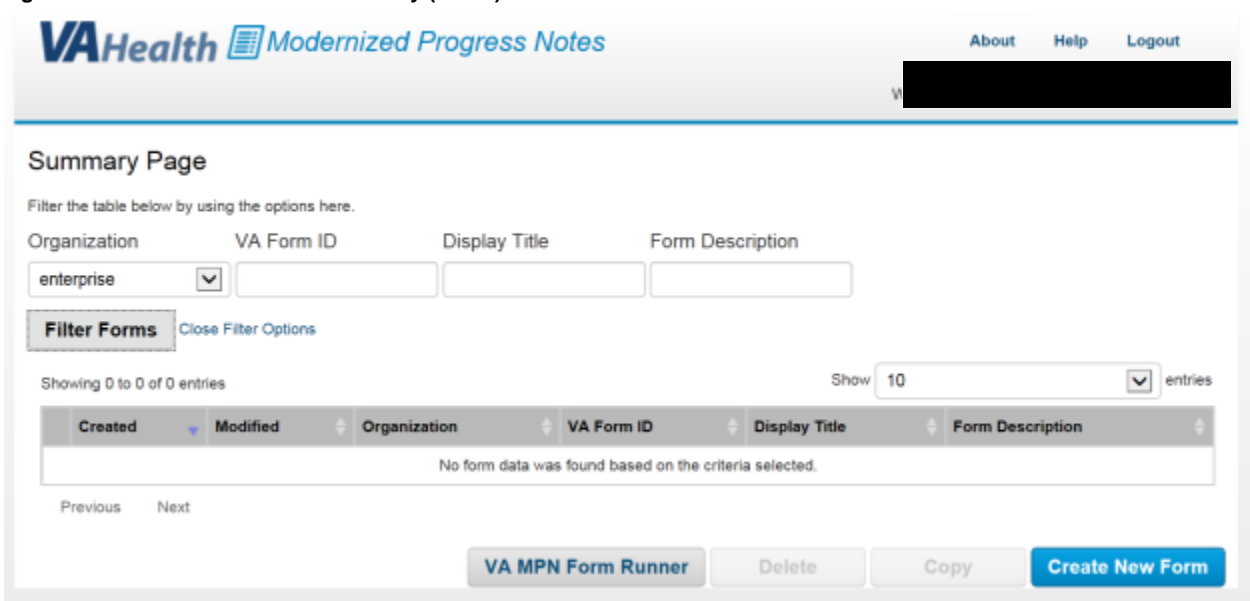 VAHealth Modernized Progress Notes
About Help Logout
Summary Page
Filter the table below by using the options here.
Organization VA Form ID Display Title Form Description
enterprise
Filter Forms Close Filter Options
Showing 0 to 0 of 0 entries Show 10 entries
Created Modified Organization VA Form ID Display Title Form Description
No form data was found based on the criteria selected.
Previous Next
VA MPN Form Runner Delete Copy Create New Form